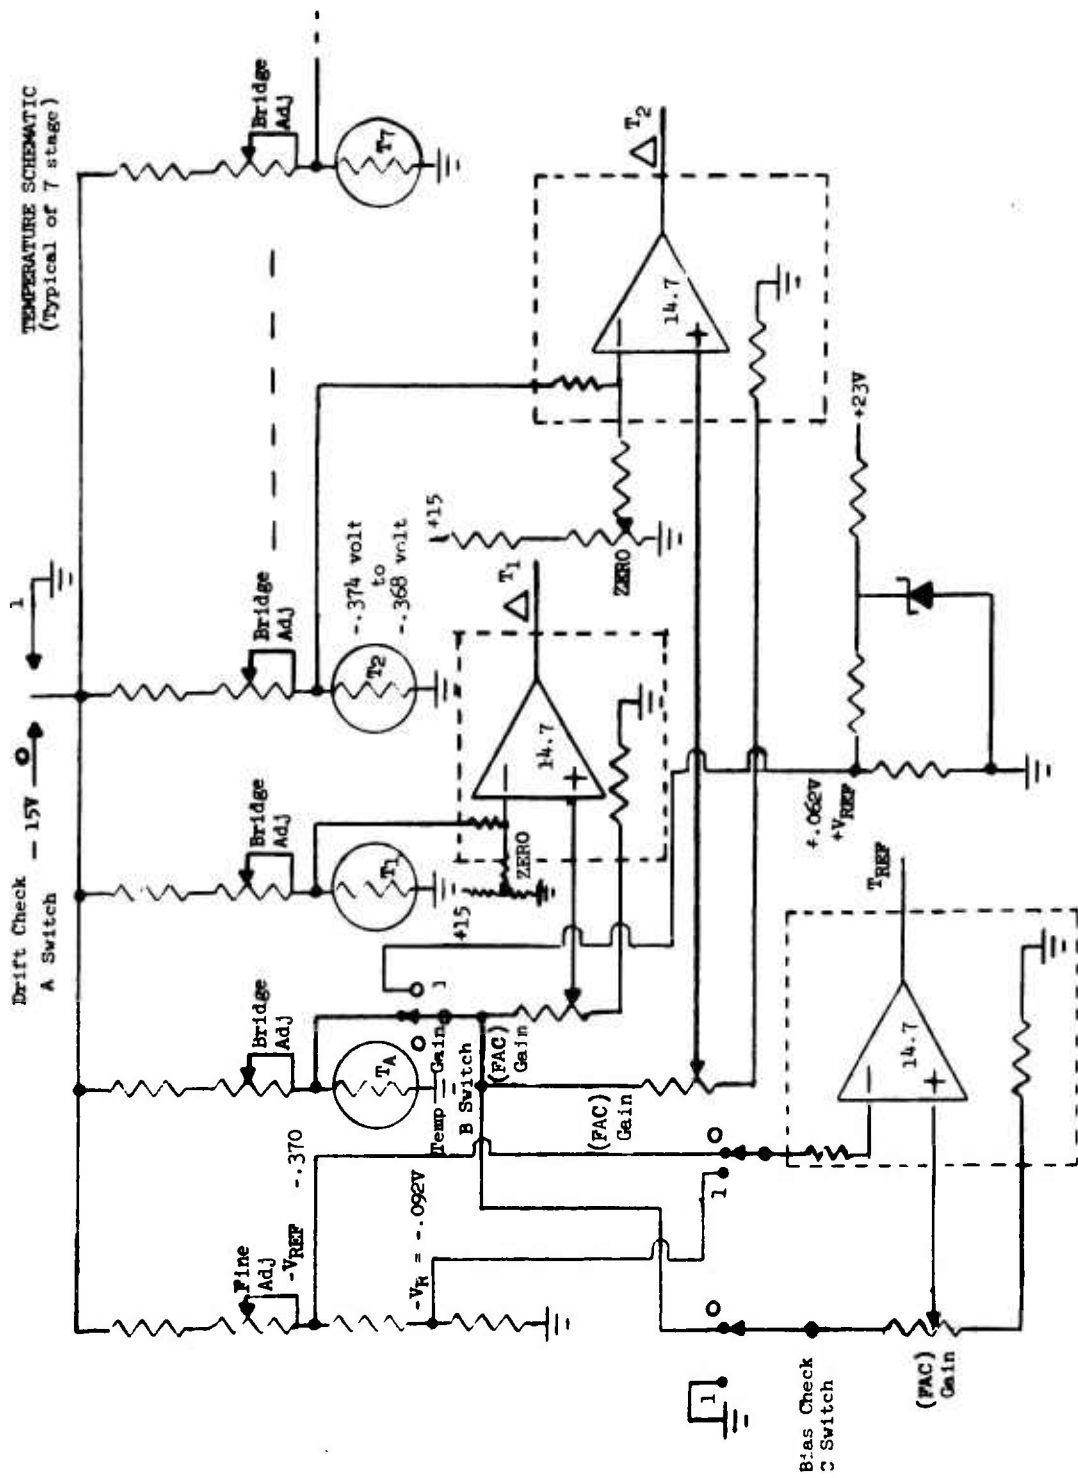 TEMPERATURE SCHEMATIC
(Typical of 7 stage)
Drift Check
A Switch
-15V
0
1
Fine
Adj
-VREF
-.370
Bridge
Adj
Bridge
Adj
Bridge
Adj
Bridge
Adj
TA
T1
T2
T7
-.374 volt
to
-.368 volt
-VR = -.092V
Temp Gain
B Switch
0
1
(FAC)
Gain
+15
ZERO
-
+
14.7
△T1
+15
ZERO
-
+
14.7
△T2
(FAC)
Gain
+.062V
+VREF
+23V
0
1
-
+
14.7
TREF
Bias Check
C Switch
0
1
(FAC)
Gain